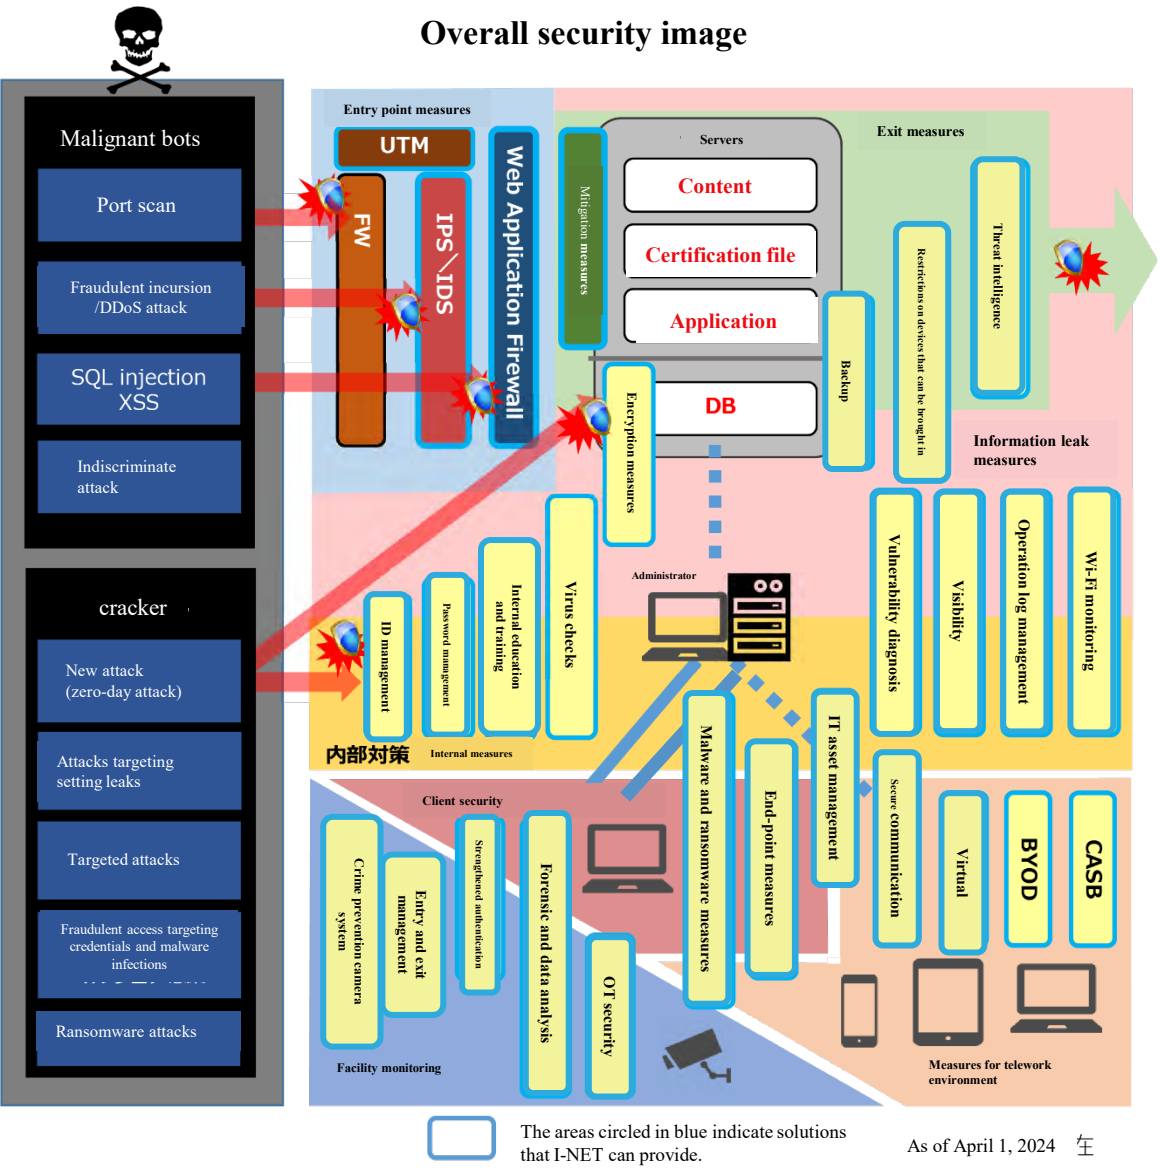 Overall security image
Malignant bots
Port scan
Fraudulent incursion
/DDoS attack
SQL injection
XSS
Indiscriminate
attack
cracker
New attack
(zero-day attack)
Attacks targeting
setting leaks
Targeted attacks
Fraudulent access targeting
credentials and malware
infections
Ransomware attacks
Entry point measures
UTM
FW
IPS\IDS
Web Application Firewall
Mitigation measures
Servers
Content
Certification file
Application
DB
Encryption measures
Backup
Exit measures
Restrictions on devices that can be brought in
Threat intelligence
Information leak
measures
Vulnerability diagnosis
Visibility
Operation log management
Wi-Fi monitoring
Administrator
ID management
Password management
Internal education
and training
Virus checks
内部対策
Internal measures
Client security
Malware and ransomware measures
End-point measures
IT asset management
Secure communication
Virtual
BYOD
CASB
Crime prevention camera
system
Entry and exit
management
Strengthened authentication
Forensic and data analysis
OT security
Facility monitoring
Measures for telework
environment
The areas circled in blue indicate solutions
that I-NET can provide.
As of April 1, 2024